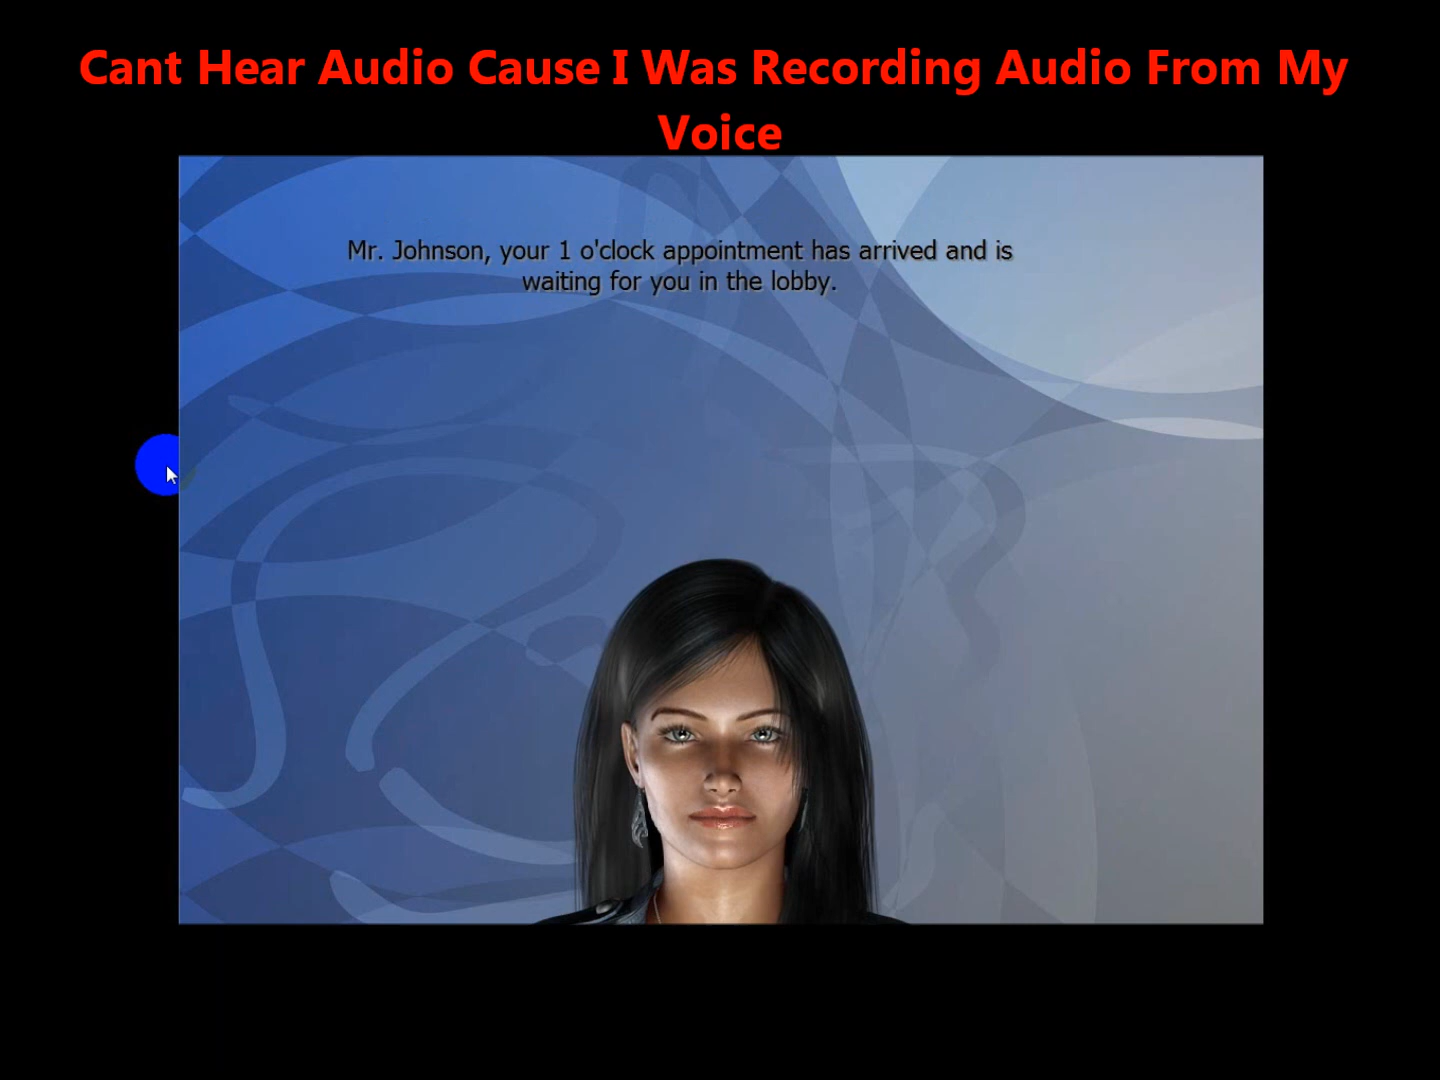 Cant Hear Audio Cause I Was Recording Audio From My
Voice
Mr. Johnson, your 1 o'clock appointment has arrived and is
waiting for you in the lobby.